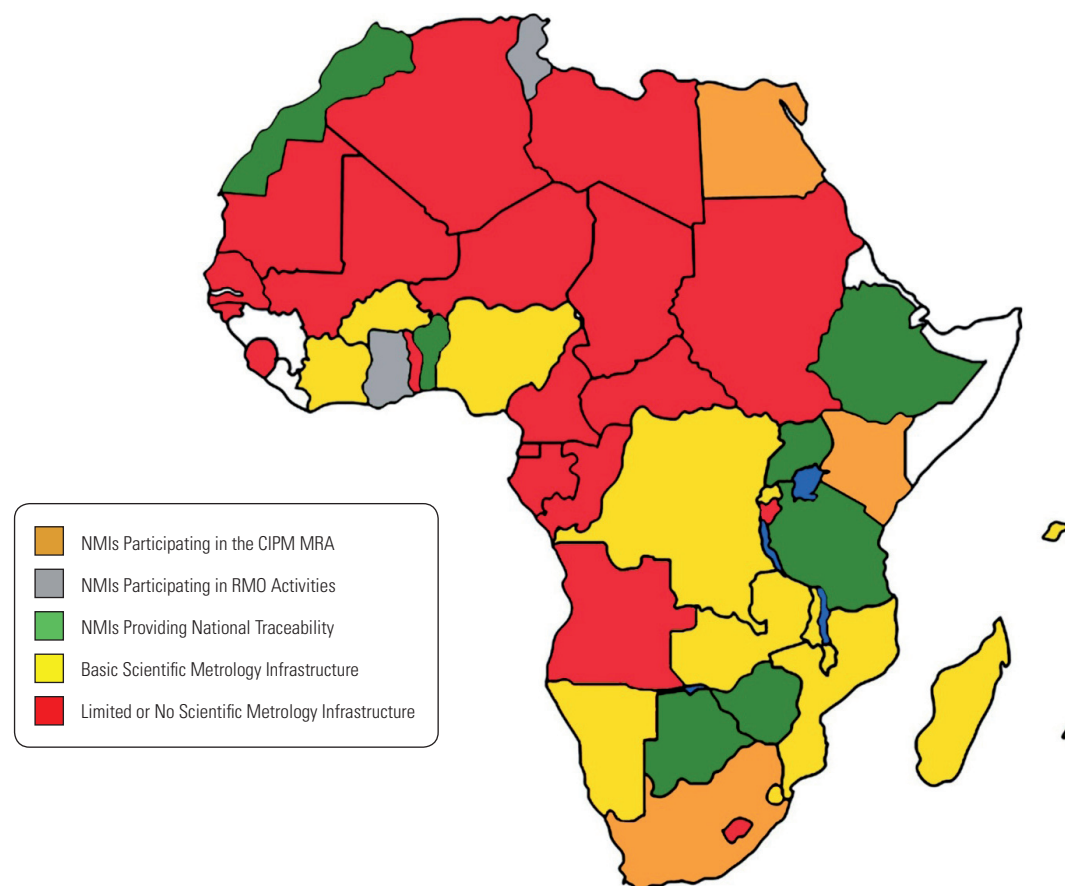 NMIs Participating in the CIPM MRA
NMIs Participating in RMO Activities
NMIs Providing National Traceability
Basic Scientific Metrology Infrastructure
Limited or No Scientific Metrology Infrastructure